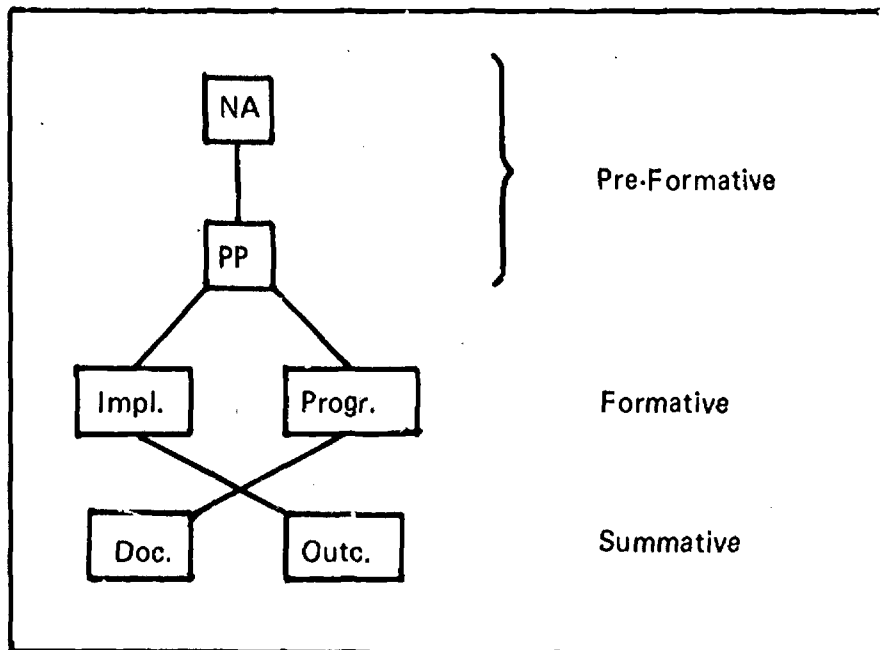 NA
Pre-Formative
PP
Impl. Progr. Formative
Doc. Outc. Summative